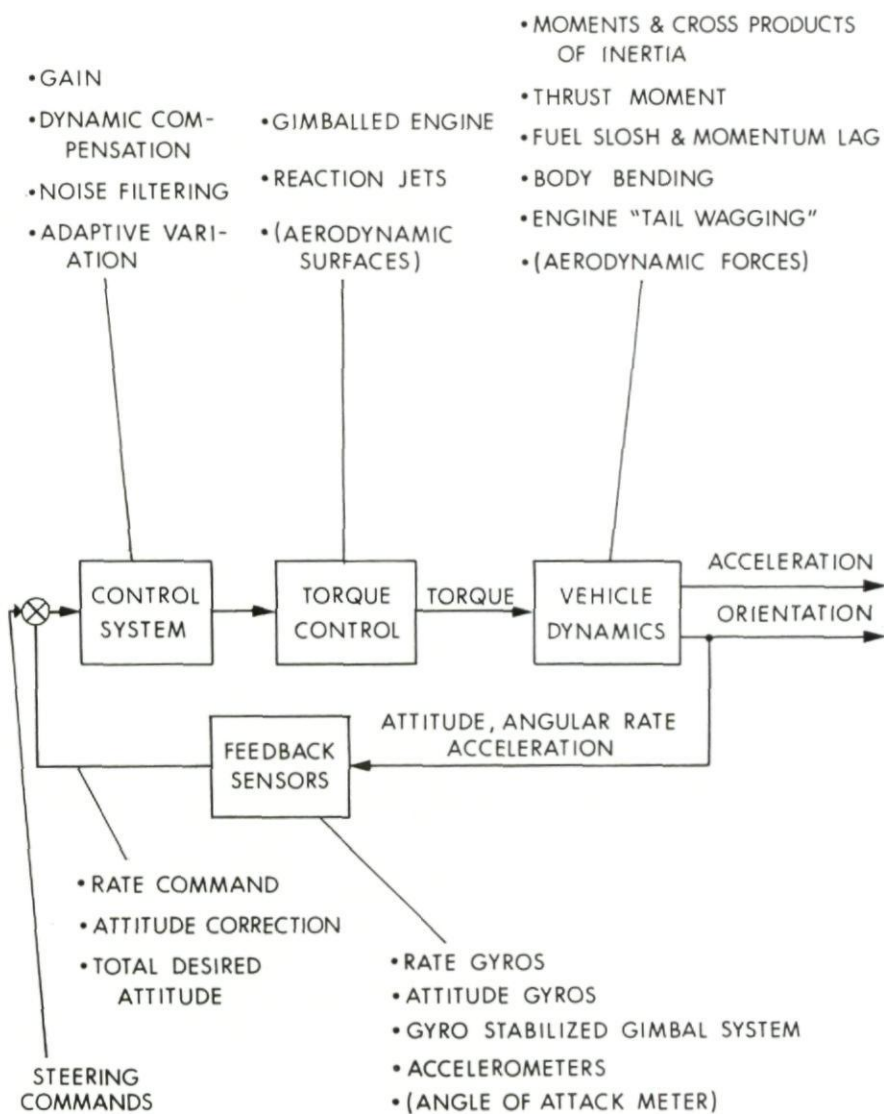 • GAIN
• DYNAMIC COM-
PENSATION
• NOISE FILTERING
• ADAPTIVE VARI-
ATION
• GIMBALLED ENGINE
• REACTION JETS
• (AERODYNAMIC
SURFACES)
• MOMENTS & CROSS PRODUCTS
OF INERTIA
• THRUST MOMENT
• FUEL SLOSH & MOMENTUM LAG
• BODY BENDING
• ENGINE "TAIL WAGGING"
• (AERODYNAMIC FORCES)
CONTROL
SYSTEM
TORQUE
CONTROL
TORQUE
VEHICLE
DYNAMICS
ACCELERATION
ORIENTATION
FEEDBACK
SENSORS
ATTITUDE, ANGULAR RATE
ACCELERATION
• RATE COMMAND
• ATTITUDE CORRECTION
• TOTAL DESIRED
ATTITUDE
• RATE GYROS
• ATTITUDE GYROS
• GYRO STABILIZED GIMBAL SYSTEM
• ACCELEROMETERS
• (ANGLE OF ATTACK METER)
STEERING
COMMANDS